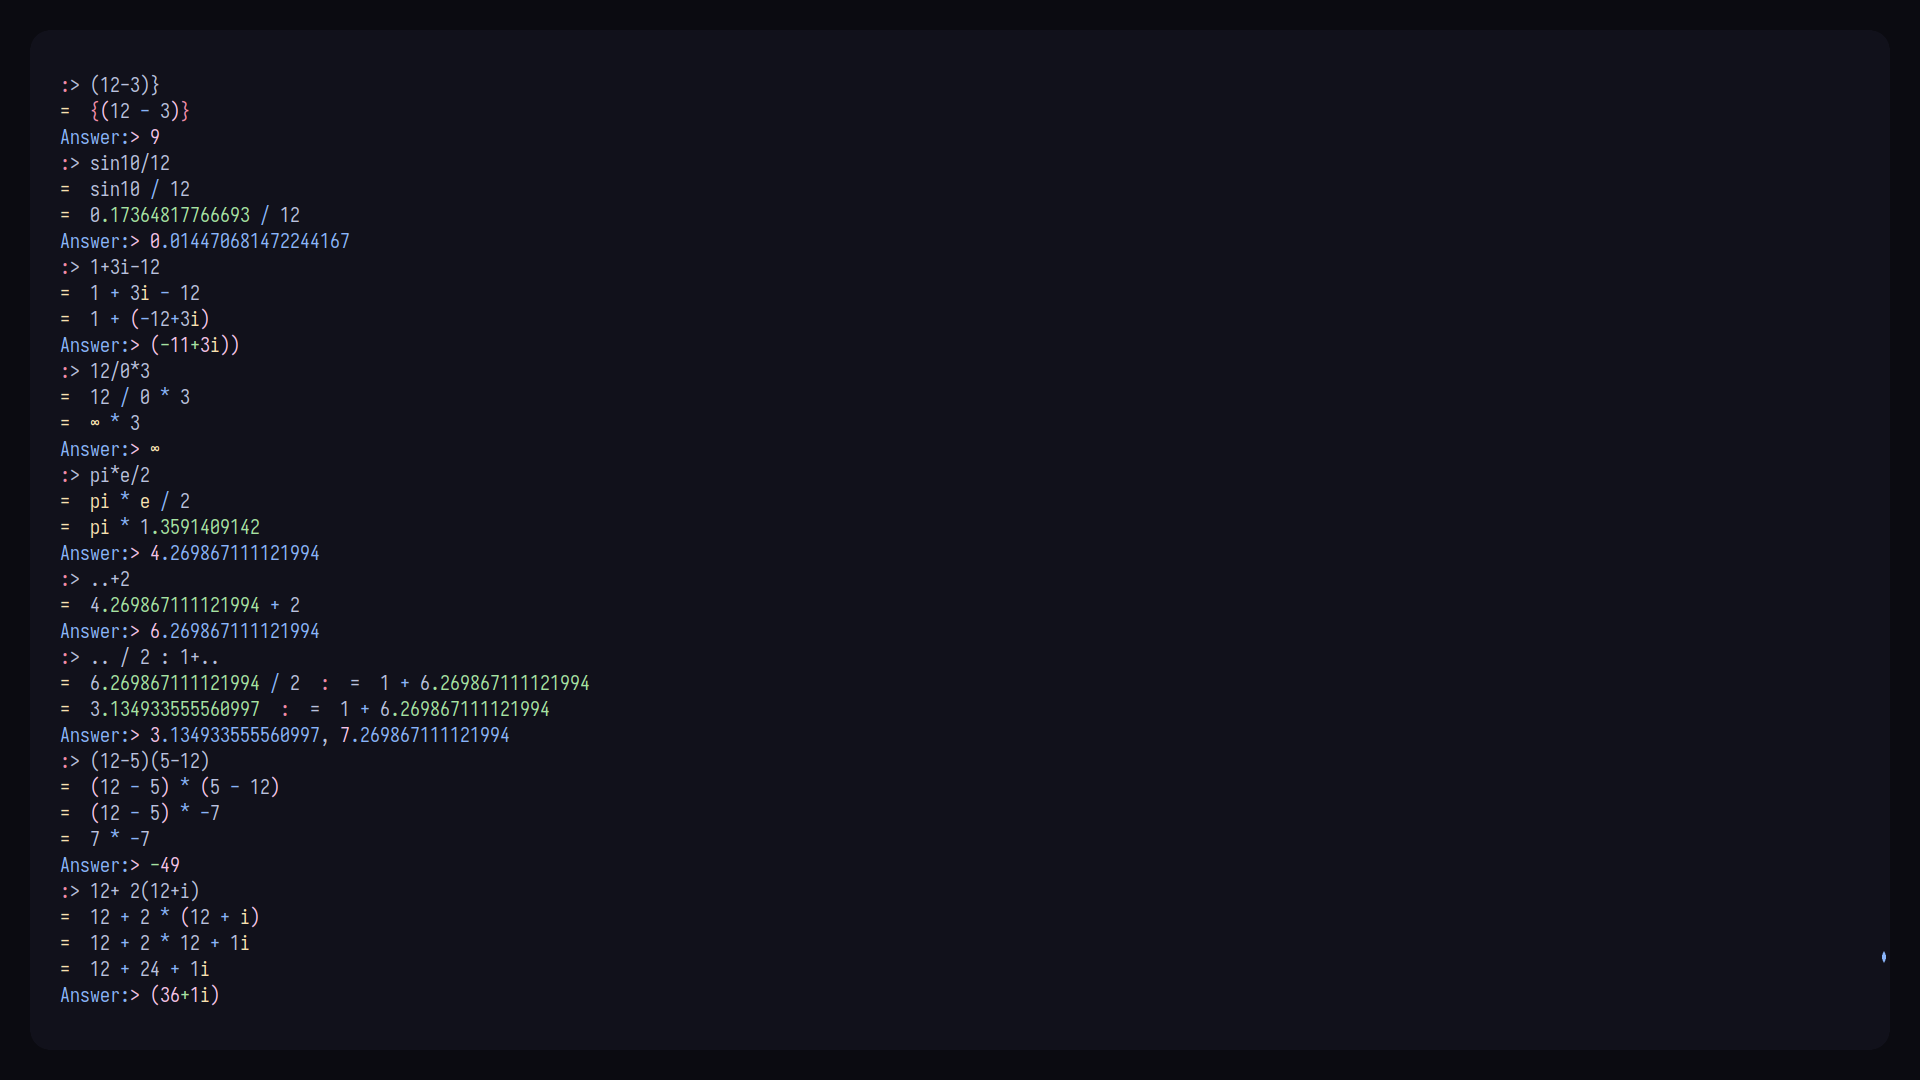 :> (12-3)}
=  {(12 - 3)}
Answer:> 9
:> sin10/12
=  sin10 / 12
=  0.17364817766693 / 12
Answer:> 0.014470681472244167
:> 1+3i-12
=  1 + 3i - 12
=  1 + (-12+3i)
Answer:> (-11+3i))
:> 12/0*3
=  12 / 0 * 3
=  ∞ * 3
Answer:> ∞
:> pi*e/2
=  pi * e / 2
=  pi * 1.3591409142
Answer:> 4.269867111121994
:> ..+2
=  4.269867111121994 + 2
Answer:> 6.269867111121994
:> .. / 2 : 1+..
=  6.269867111121994 / 2  :  =  1 + 6.269867111121994
=  3.134933555560997  :  =  1 + 6.269867111121994
Answer:> 3.134933555560997, 7.269867111121994
:> (12-5)(5-12)
=  (12 - 5) * (5 - 12)
=  (12 - 5) * -7
=  7 * -7
Answer:> -49
:> 12+ 2(12+i)
=  12 + 2 * (12 + i)
=  12 + 2 * 12 + 1i
=  12 + 24 + 1i
Answer:> (36+1i)